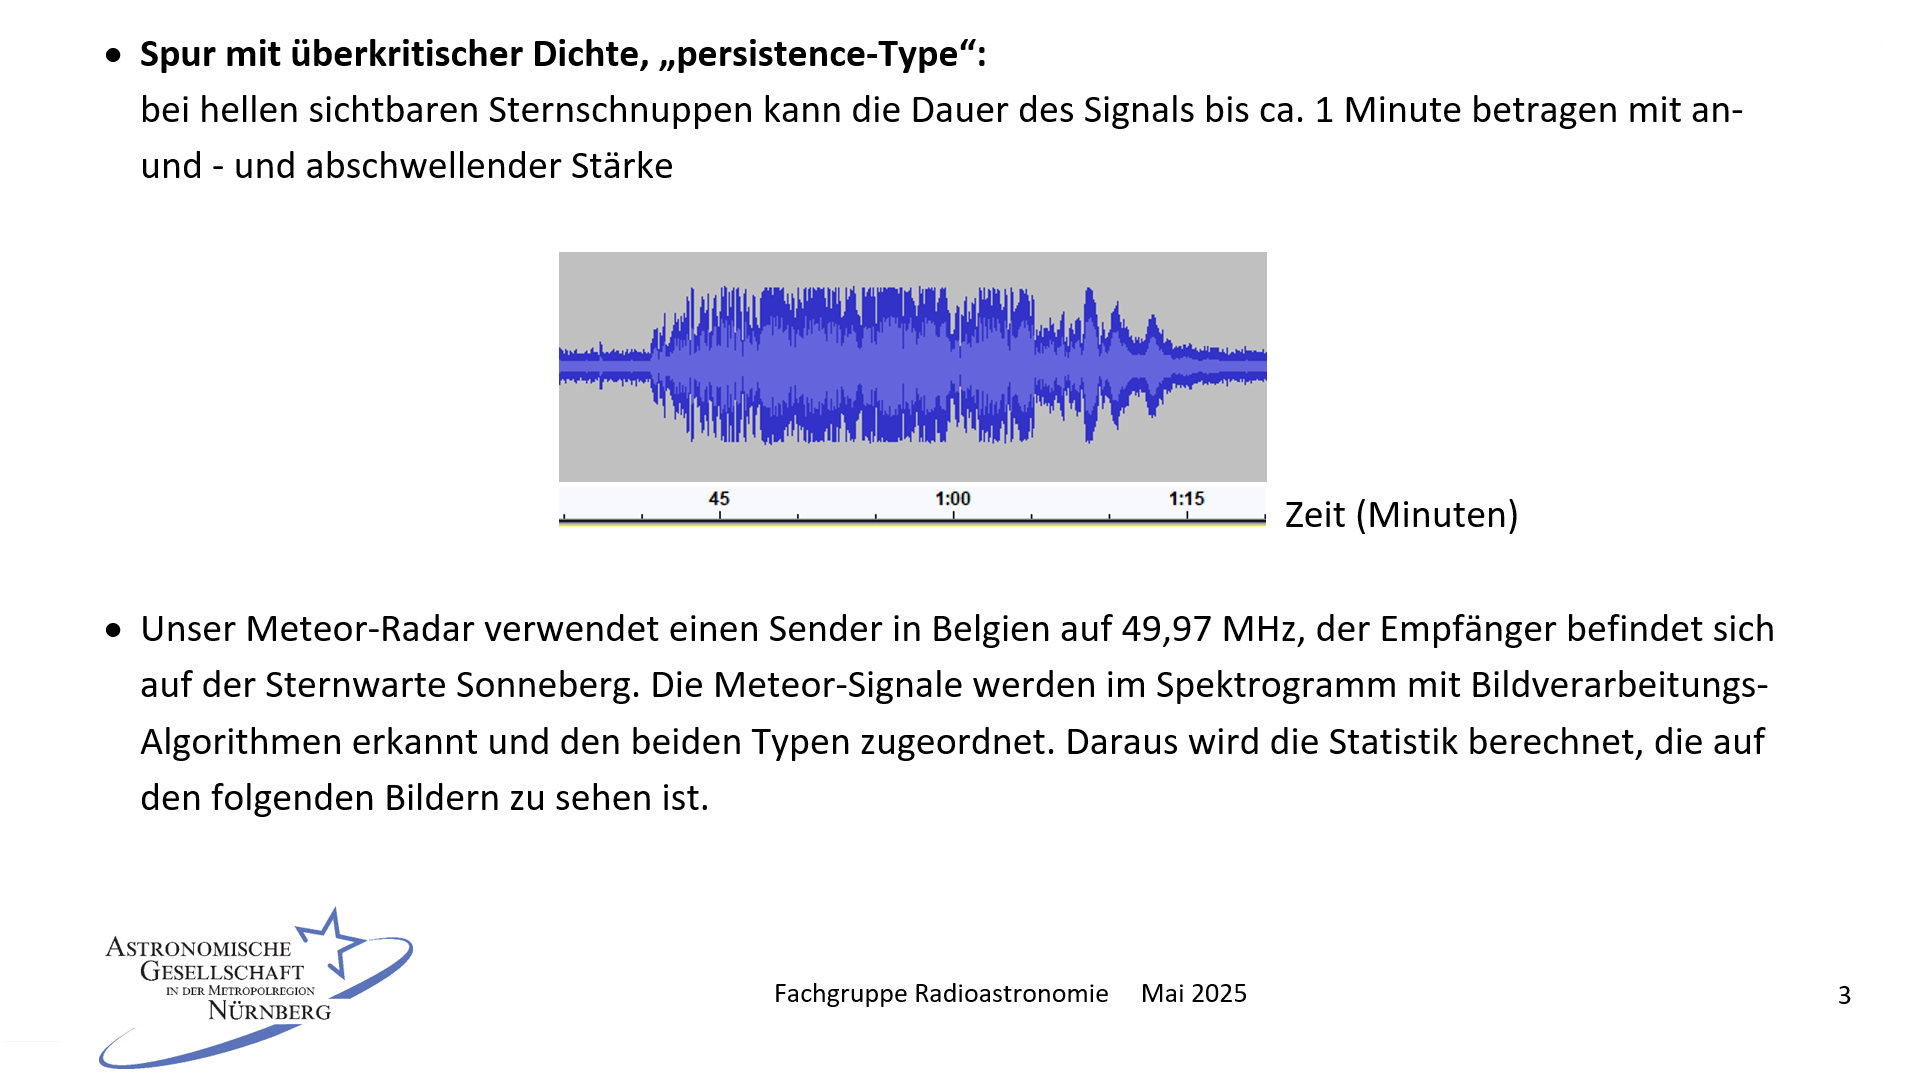 • Spur mit überkritischer Dichte, „persistence-Type“:
bei hellen sichtbaren Sternschnuppen kann die Dauer des Signals bis ca. 1 Minute betragen mit an-
und - und abschwellender Stärke
45 1:00 1:15
Zeit (Minuten)
• Unser Meteor-Radar verwendet einen Sender in Belgien auf 49,97 MHz, der Empfänger befindet sich
auf der Sternwarte Sonneberg. Die Meteor-Signale werden im Spektrogramm mit Bildverarbeitungs-
Algorithmen erkannt und den beiden Typen zugeordnet. Daraus wird die Statistik berechnet, die auf
den folgenden Bildern zu sehen ist.
ASTRONOMISCHE
GESELLSCHAFT
IN DER METROPOLREGION
NÜRNBERG
Fachgruppe Radioastronomie Mai 2025
3